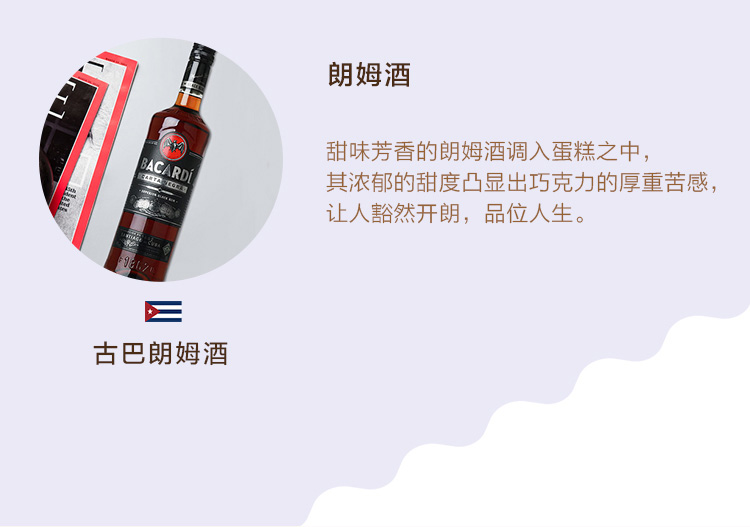 朗姆酒
甜味芳香的朗姆酒调入蛋糕之中，
其浓郁的甜度凸显出巧克力的厚重苦感，
让人豁然开朗，品位人生。
BACARDÍ
CARTA NEGRA
1862
古巴朗姆酒